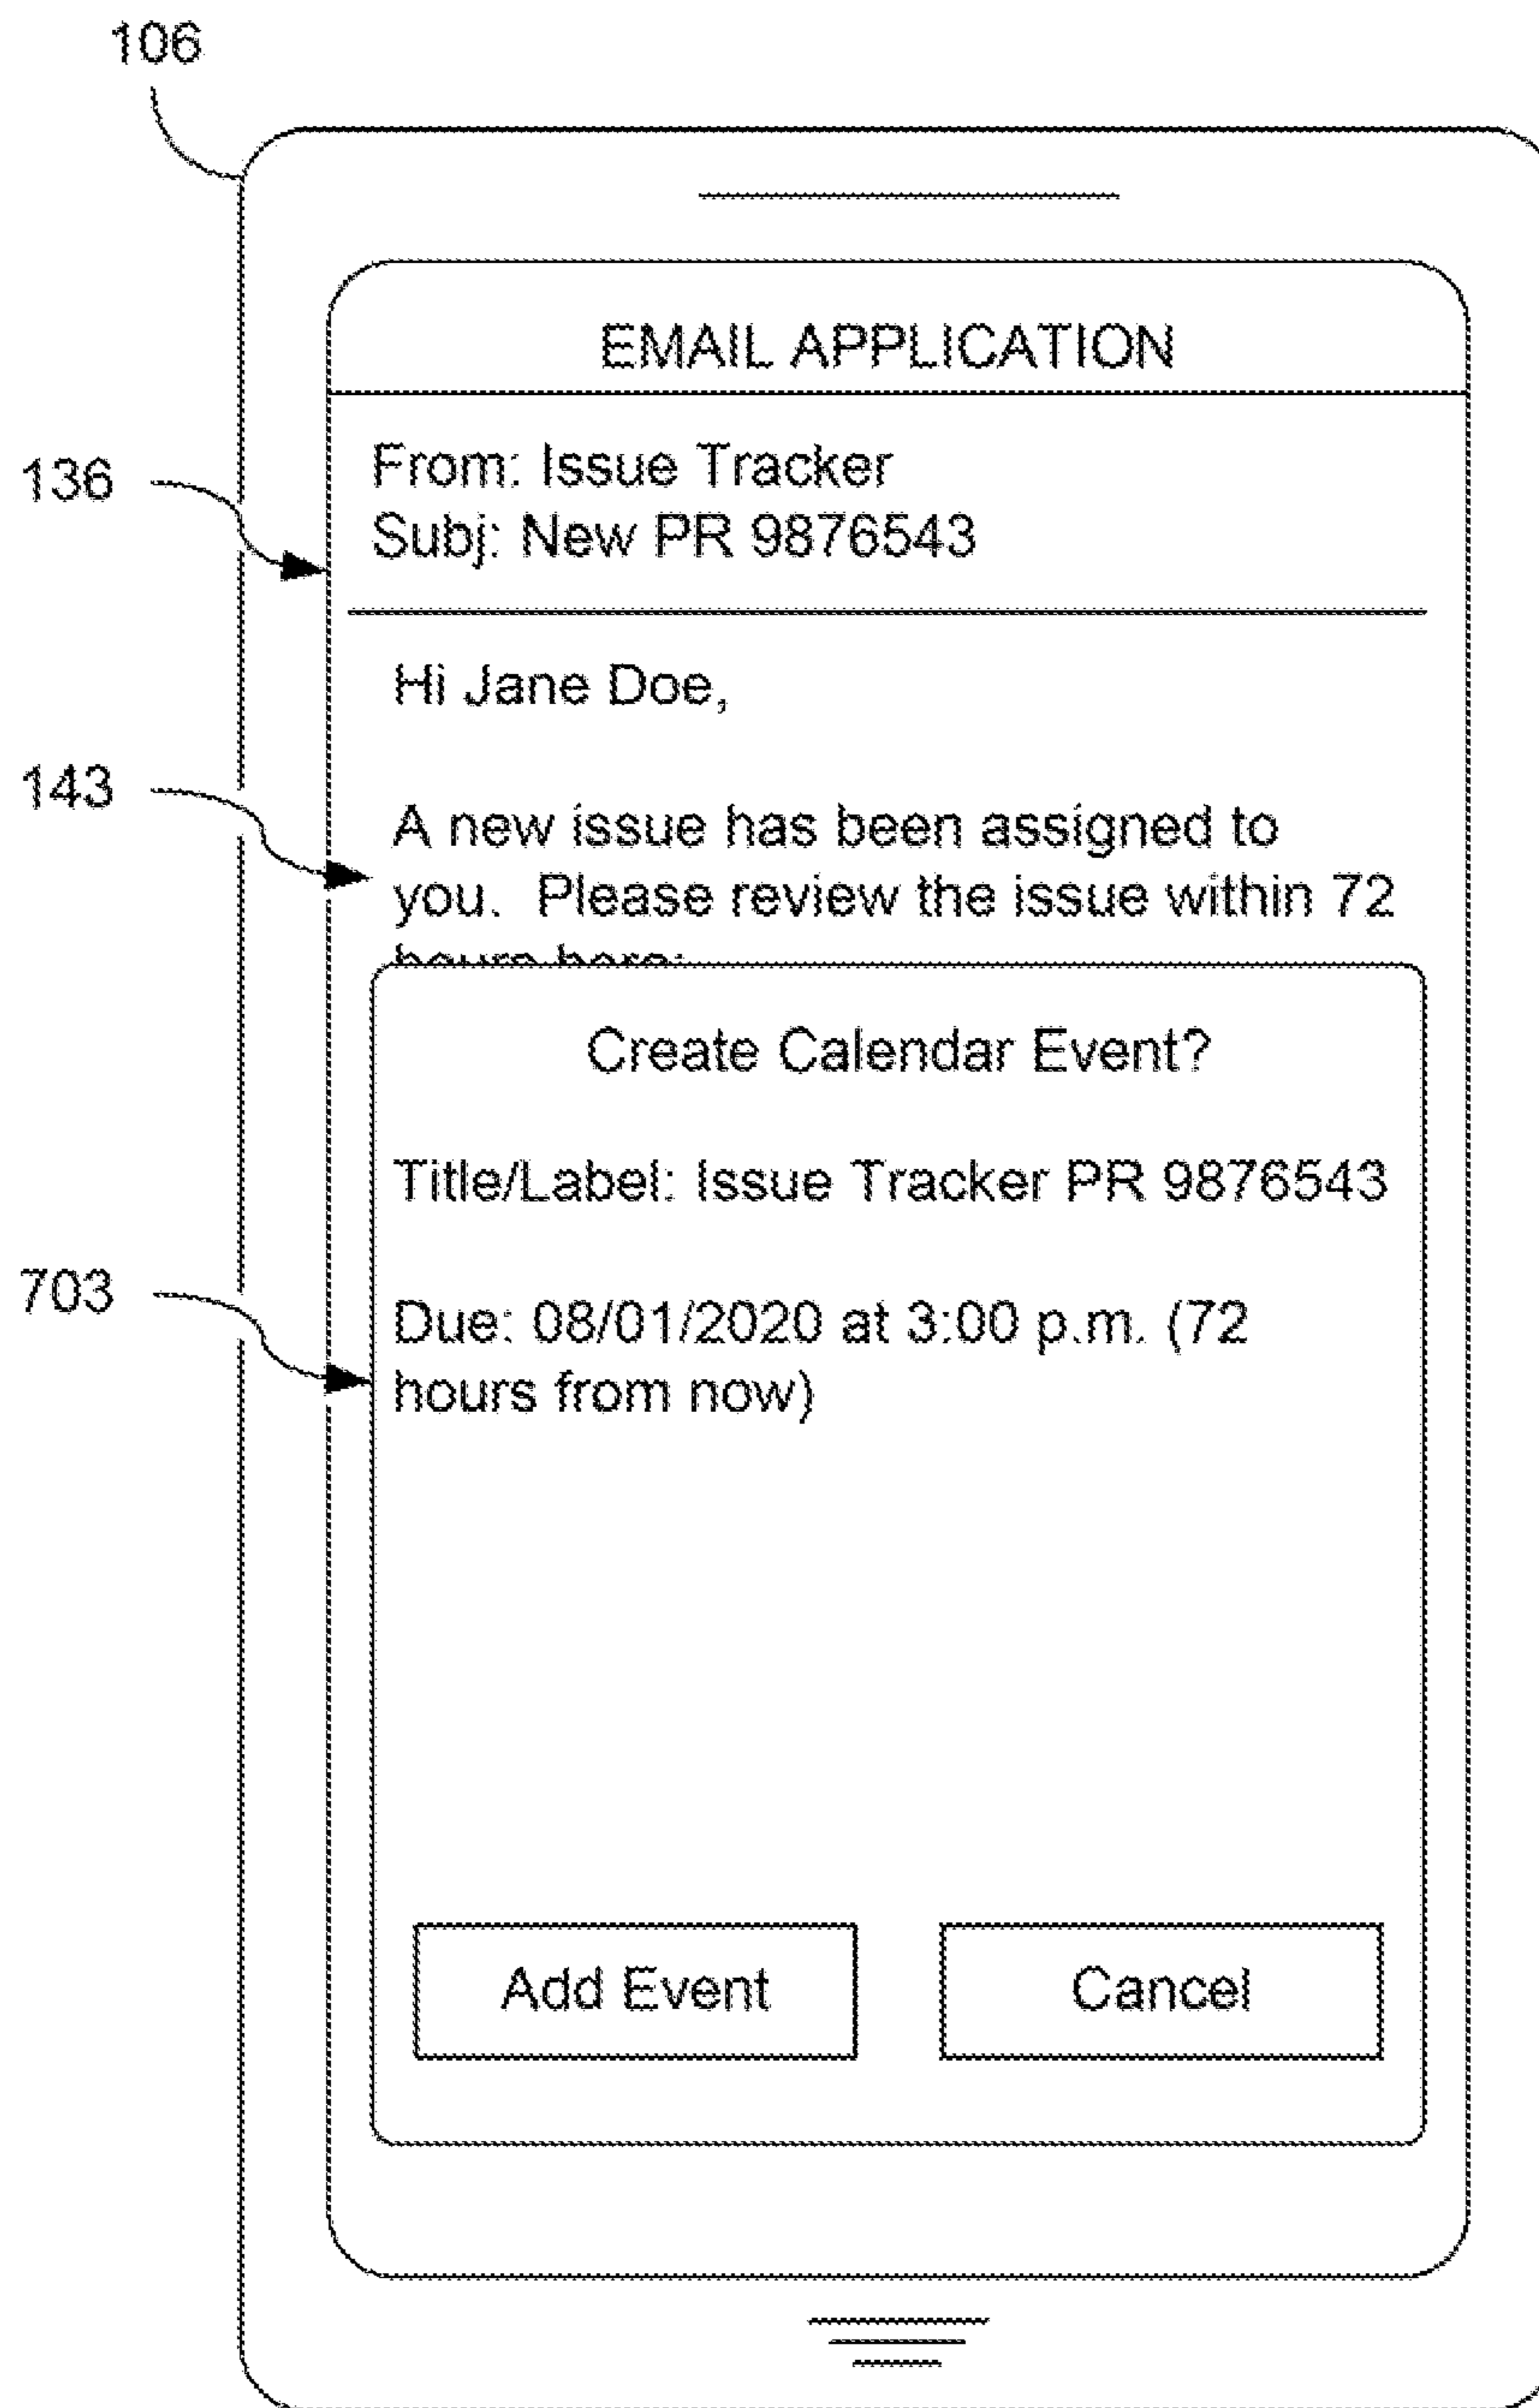 106
EMAIL APPLICATION
136
From: Issue Tracker
Subj: New PR 9876543
Hi Jane Doe,
143
A new issue has been assigned to
you. Please review the issue within 72
hours here:
Create Calendar Event?
Title/Label: Issue Tracker PR 9876543
703
Due: 08/01/2020 at 3:00 p.m. (72
hours from now)
Add Event
Cancel